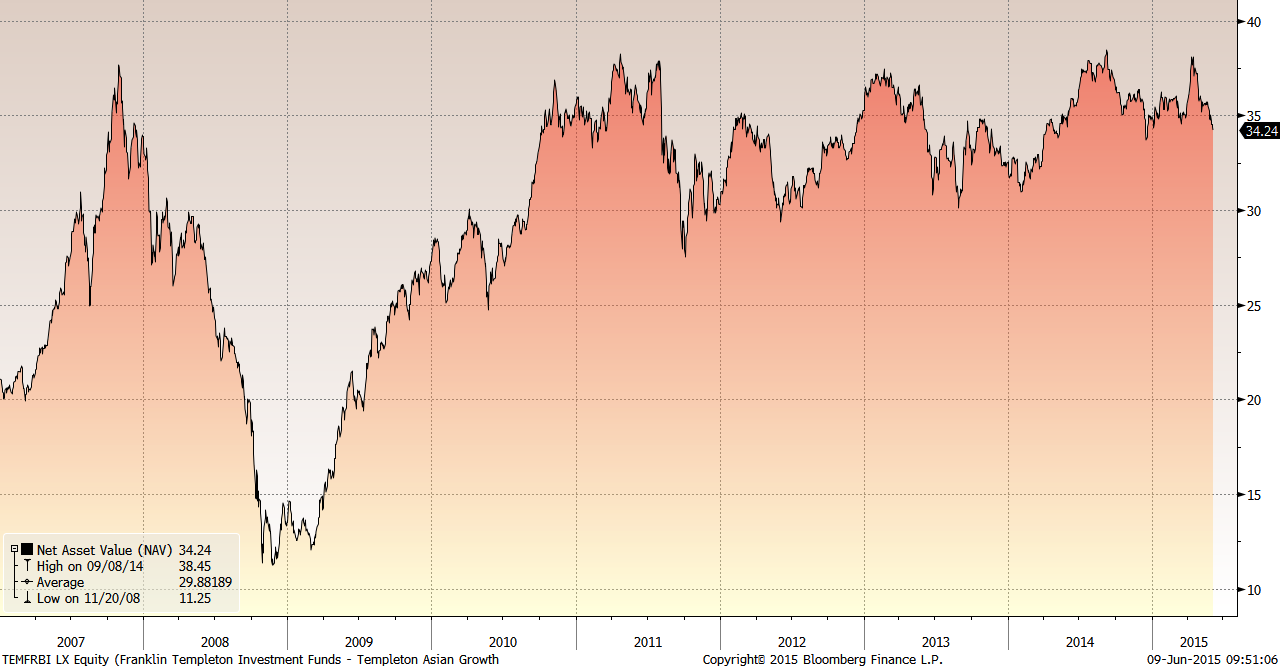 40
35
34.24
30
25
20
15
10
Net Asset Value (NAV) 34.24
High on 09/08/14 38.45
Average 29.88189
Low on 11/20/08 11.25
2007 2008 2009 2010 2011 2012 2013 2014 2015
TEMFRBI LX Equity (Franklin Templeton Investment Funds - Templeton Asian Growth Copyright© 2015 Bloomberg Finance L.P. 09-Jun-2015 09:51:06